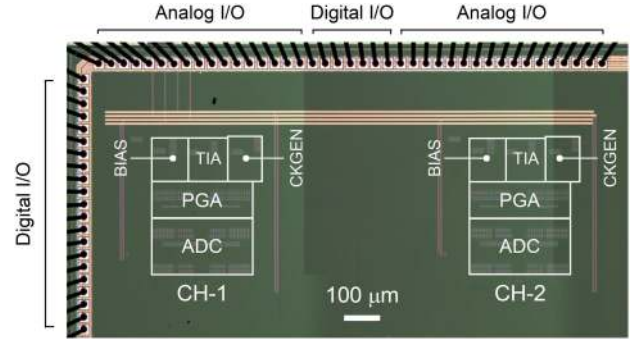 Analog I/O Digital I/O Analog I/O
Digital I/O
BIAS TIA CKGEN
PGA
ADC
CH-1
BIAS TIA CKGEN
PGA
ADC
CH-2
100 μm